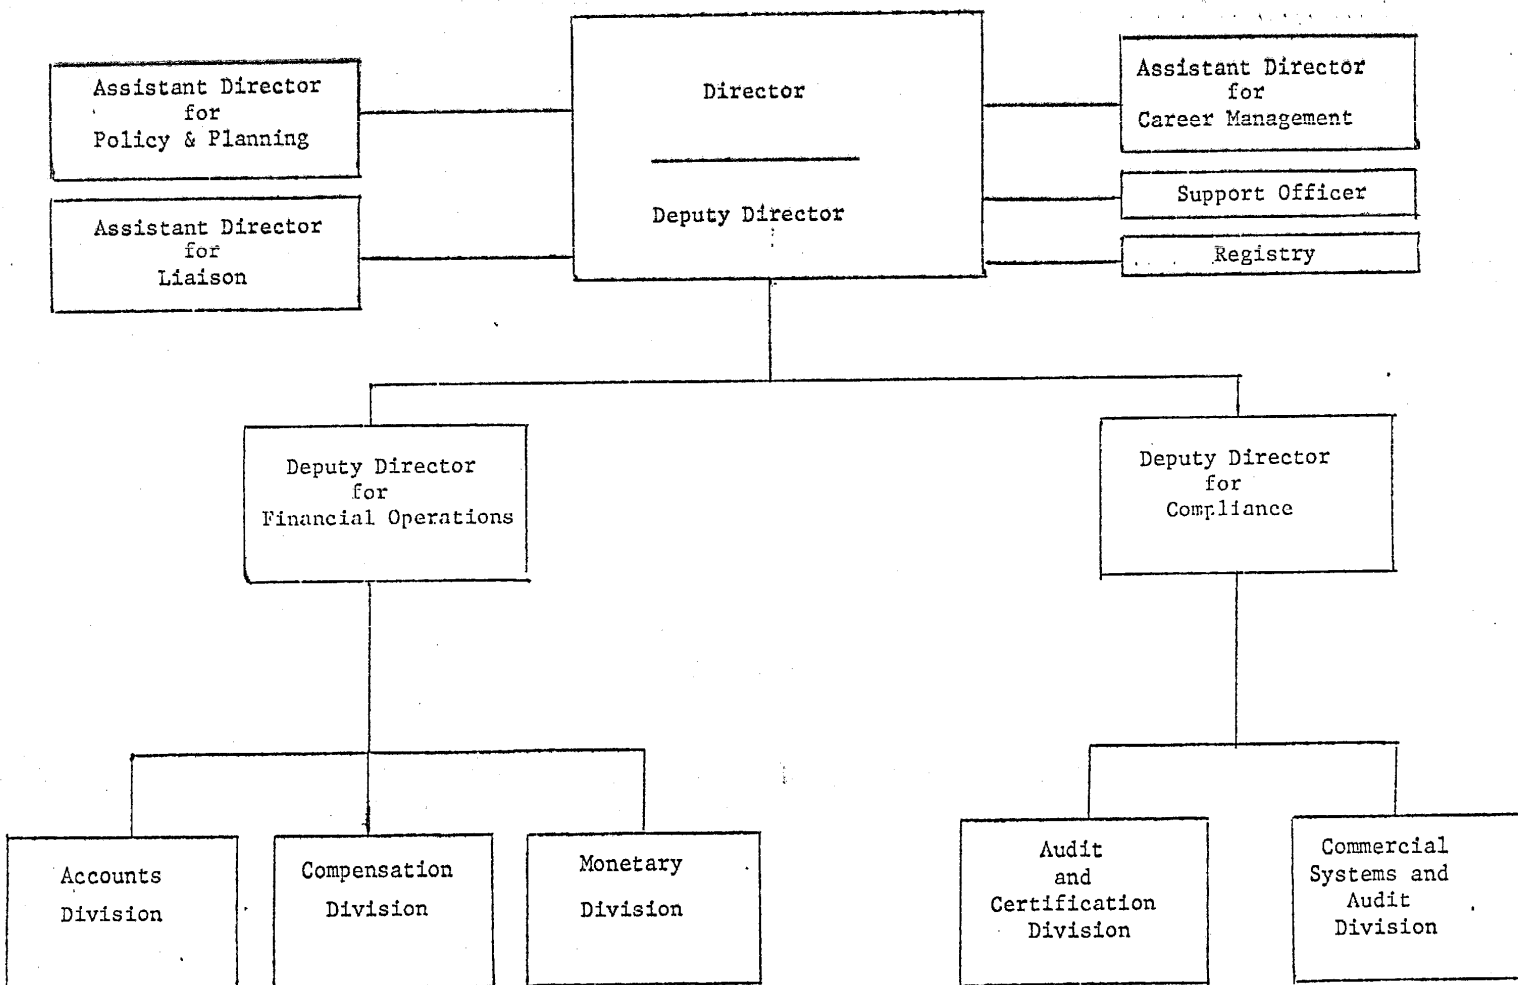 Assistant Director
for
Policy & Planning
Assistant Director
for
Liaison
Director
Deputy Director
Assistant Director
for
Career Management
Support Officer
Registry
Deputy Director
for
Financial Operations
Deputy Director
for
Compliance
Accounts
Division
Compensation
Division
Monetary
Division
Audit
and
Certification
Division
Commercial
Systems and
Audit
Division